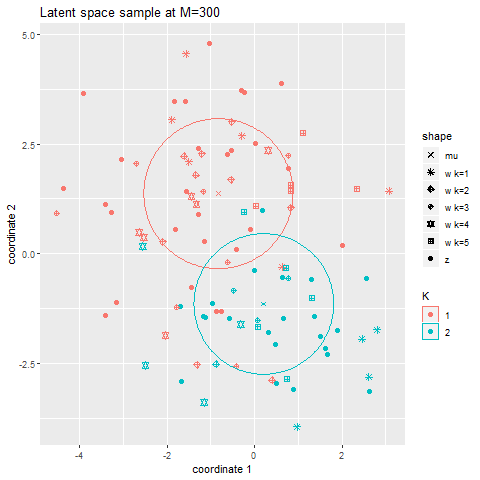 Latent space sample at M=300
5.0
2.5
0.0
-2.5
-4
-2
0
2
coordinate 1
coordinate 2
shape
mu
w k=1
w k=2
w k=3
w k=4
w k=5
z
K
1
2